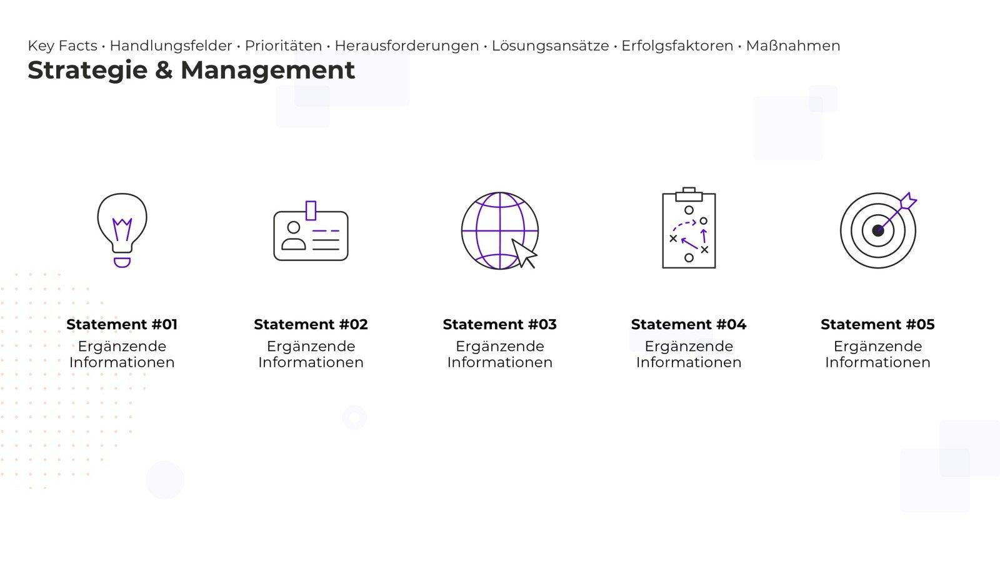 Key Facts • Handlungsfelder • Prioritäten • Herausforderungen • Lösungsansätze • Erfolgsfaktoren • Maßnahmen
Strategie & Management
Statement #01
Ergänzende
Informationen
Statement #02
Ergänzende
Informationen
Statement #03
Ergänzende
Informationen
Statement #04
Ergänzende
Informationen
Statement #05
Ergänzende
Informationen